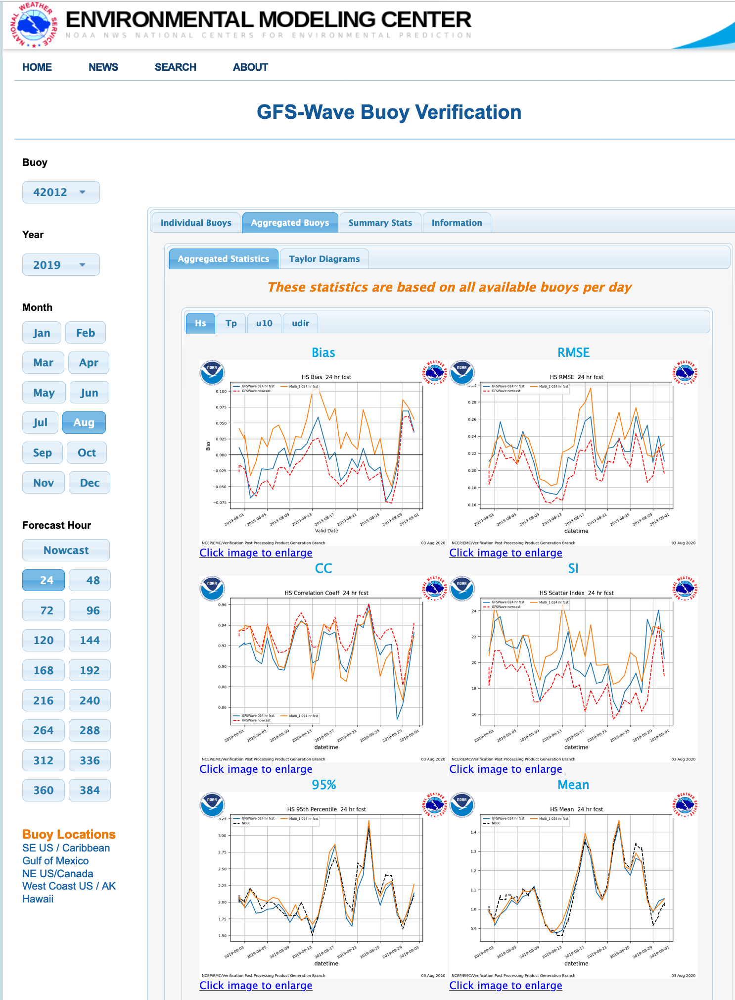 ENVIRONMENTAL MODELING CENTER
NOAA NWS NATIONAL CENTERS FOR ENVIRONMENTAL PREDICTION
HOME NEWS SEARCH ABOUT
GFS-Wave Buoy Verification
Buoy
42012
Year
2019
Month
Jan Feb
Mar Apr
May Jun
Jul Aug
Sep Oct
Nov Dec
Forecast Hour
Nowcast
24 48
72 96
120 144
168 192
216 240
264 288
312 336
360 384
Buoy Locations
SE US / Caribbean
Gulf of Mexico
NE US/Canada
West Coast US / AK
Hawaii
Individual Buoys Aggregated Buoys Summary Stats Information
Aggregated Statistics Taylor Diagrams
These statistics are based on all available buoys per day
Hs Tp u10 udir
Bias
NOAA
NATIONAL WEATHER SERVICE
HS Bias 24 hr fcst
GFSWave 024 hr fcst Multi_1 024 hr fcst
GFSWave nowcast
0.100
0.075
0.050
0.025
0.000
−0.025
−0.050
−0.075
Bias
2019-08-01 2019-08-05 2019-08-09 2019-08-13 2019-08-17 2019-08-21 2019-08-25 2019-08-29 2019-09-01
Valid Date
NCEP/EMC/Verification Post Processing Product Generation Branch 03 Aug 2020
Click image to enlarge
RMSE
NOAA
NATIONAL WEATHER SERVICE
HS RMSE 24 hr fcst
GFSWave 024 hr fcst Multi_1 024 hr fcst
GFSWave nowcast
0.30
0.28
0.26
0.24
0.22
0.20
0.18
0.16
2019-08-01 2019-08-05 2019-08-09 2019-08-13 2019-08-17 2019-08-21 2019-08-25 2019-08-29 2019-09-01
datetime
NCEP/EMC/Verification Post Processing Product Generation Branch 03 Aug 2020
Click image to enlarge
CC
NOAA
NATIONAL WEATHER SERVICE
HS Correlation Coeff 24 hr fcst
0.96
0.94
0.92
0.90
0.88
0.86
GFSWave 024 hr fcst Multi_1 024 hr fcst
GFSWave nowcast
2019-08-01 2019-08-05 2019-08-09 2019-08-13 2019-08-17 2019-08-21 2019-08-25 2019-08-29 2019-09-01
datetime
NCEP/EMC/Verification Post Processing Product Generation Branch 03 Aug 2020
Click image to enlarge
SI
NOAA
NATIONAL WEATHER SERVICE
HS Scatter Index 24 hr fcst
GFSWave 024 hr fcst Multi_1 024 hr fcst
GFSWave nowcast
24
22
20
18
16
2019-08-01 2019-08-05 2019-08-09 2019-08-13 2019-08-17 2019-08-21 2019-08-25 2019-08-29 2019-09-01
datetime
NCEP/EMC/Verification Post Processing Product Generation Branch 03 Aug 2020
Click image to enlarge
95%
NOAA
NATIONAL WEATHER SERVICE
HS 95th Percentile 24 hr fcst
GFSWave 024 hr fcst Multi_1 024 hr fcst
NDBC
3.25
3.00
2.75
2.50
2.25
2.00
1.75
1.50
2019-08-01 2019-08-05 2019-08-09 2019-08-13 2019-08-17 2019-08-21 2019-08-25 2019-08-29 2019-09-01
datetime
NCEP/EMC/Verification Post Processing Product Generation Branch 03 Aug 2020
Click image to enlarge
Mean
NOAA
NATIONAL WEATHER SERVICE
HS Mean 24 hr fcst
GFSWave 024 hr fcst Multi_1 024 hr fcst
NDBC
1.4
1.3
1.2
1.1
1.0
0.9
2019-08-01 2019-08-05 2019-08-09 2019-08-13 2019-08-17 2019-08-21 2019-08-25 2019-08-29 2019-09-01
datetime
NCEP/EMC/Verification Post Processing Product Generation Branch 03 Aug 2020
Click image to enlarge